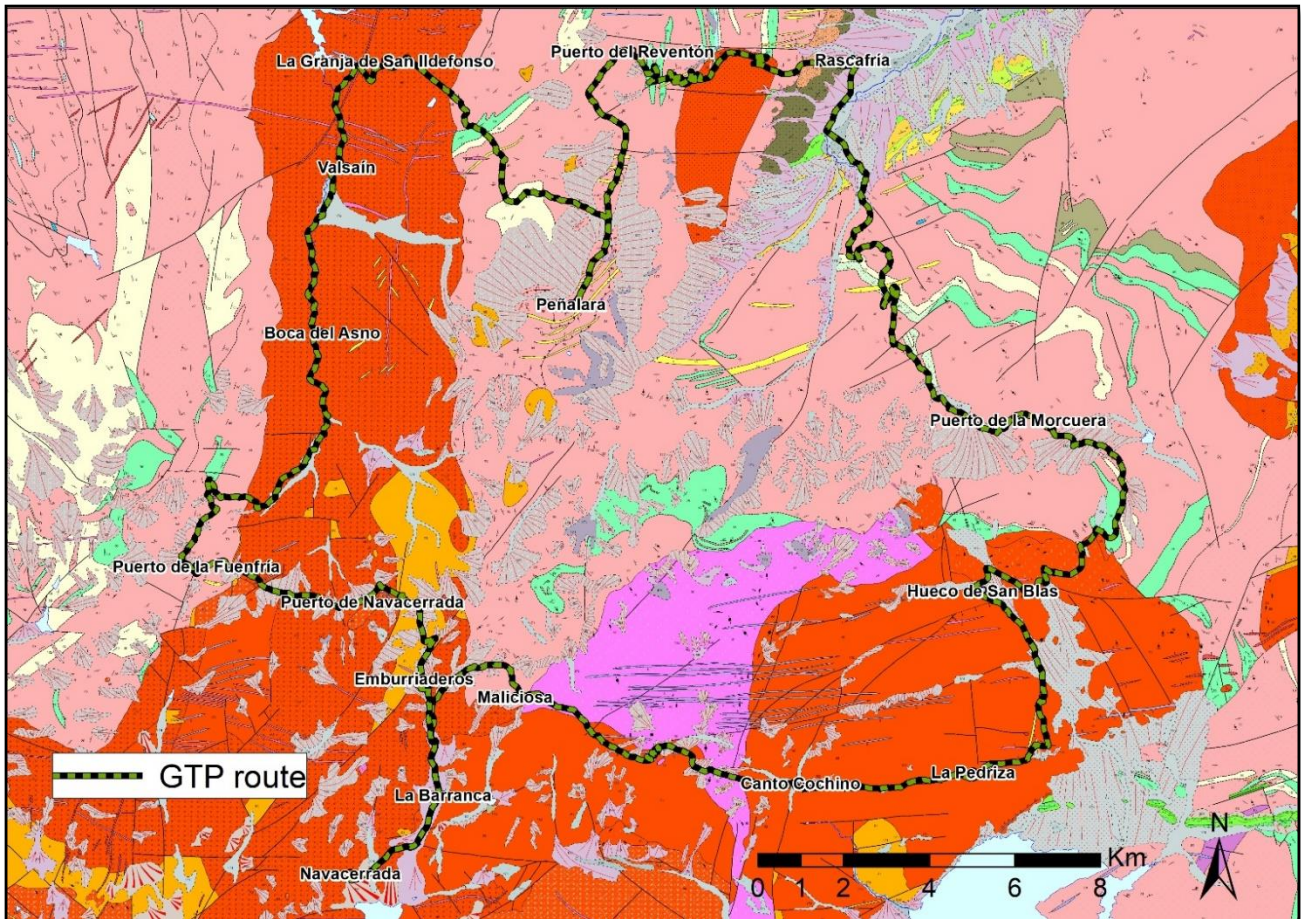 Puerto del Reventón
La Granja de San Ildefonso
Rascafría
Valsaín
Peñalara
Boca del Asno
Puerto de la Morcuera
Puerto de la Fuenfría
Hueco de San Blas
Puerto de Navacerrada
Emburriaderos
Maliciosa
GTP route
La Pedriza
Canto Cochino
La Barranca
N
Km
Navacerrada
0 1 2 4 6 8